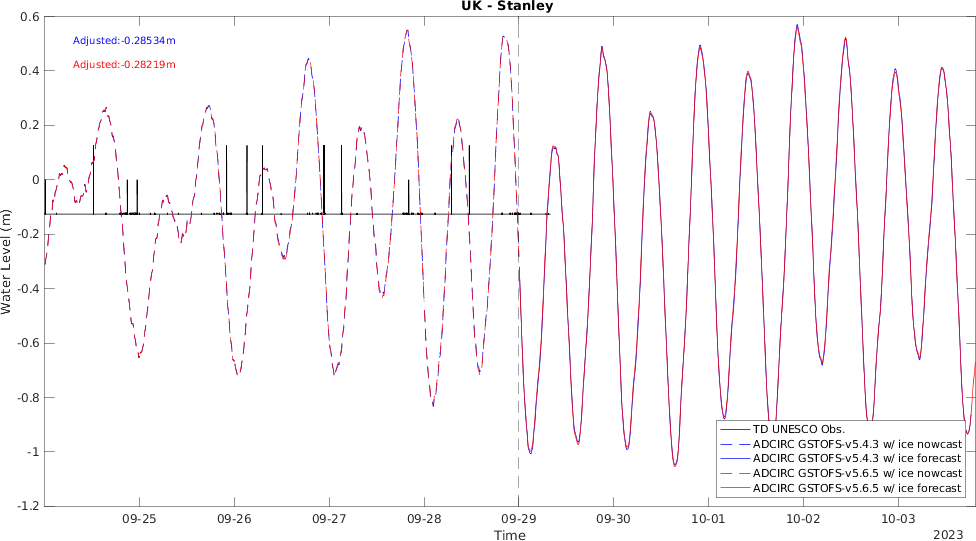 UK - Stanley
Adjusted:-0.28534m
Adjusted:-0.28219m
0.6
0.4
0.2
0
-0.2
-0.4
-0.6
-0.8
-1
-1.2
Water Level (m)
TD UNESCO Obs.
ADCIRC GSTOFS-v5.4.3 w/ ice nowcast
ADCIRC GSTOFS-v5.4.3 w/ ice forecast
ADCIRC GSTOFS-v5.6.5 w/ ice nowcast
ADCIRC GSTOFS-v5.6.5 w/ ice forecast
09-25 09-26 09-27 09-28 09-29 09-30 10-01 10-02 10-03
Time
2023